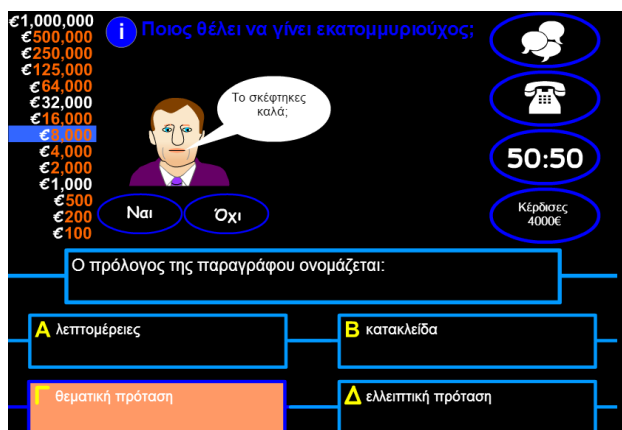 €1,000,000
€500,000
€250,000
€125,000
€64,000
€32,000
€16,000
€8,000
€4,000
€2,000
€1,000
€500
€200
€100
i
Ποιος θέλει να γίνει εκατομμυριούχος;
Το σκέφτηκες
καλά;
Ναι
Όχι
50:50
Κέρδισες
4000€
Ο πρόλογος της παραγράφου ονομάζεται:
Α λεπτομέρειες
Β κατακλείδα
Γ θεματική πρόταση
Δ ελλειπτική πρόταση